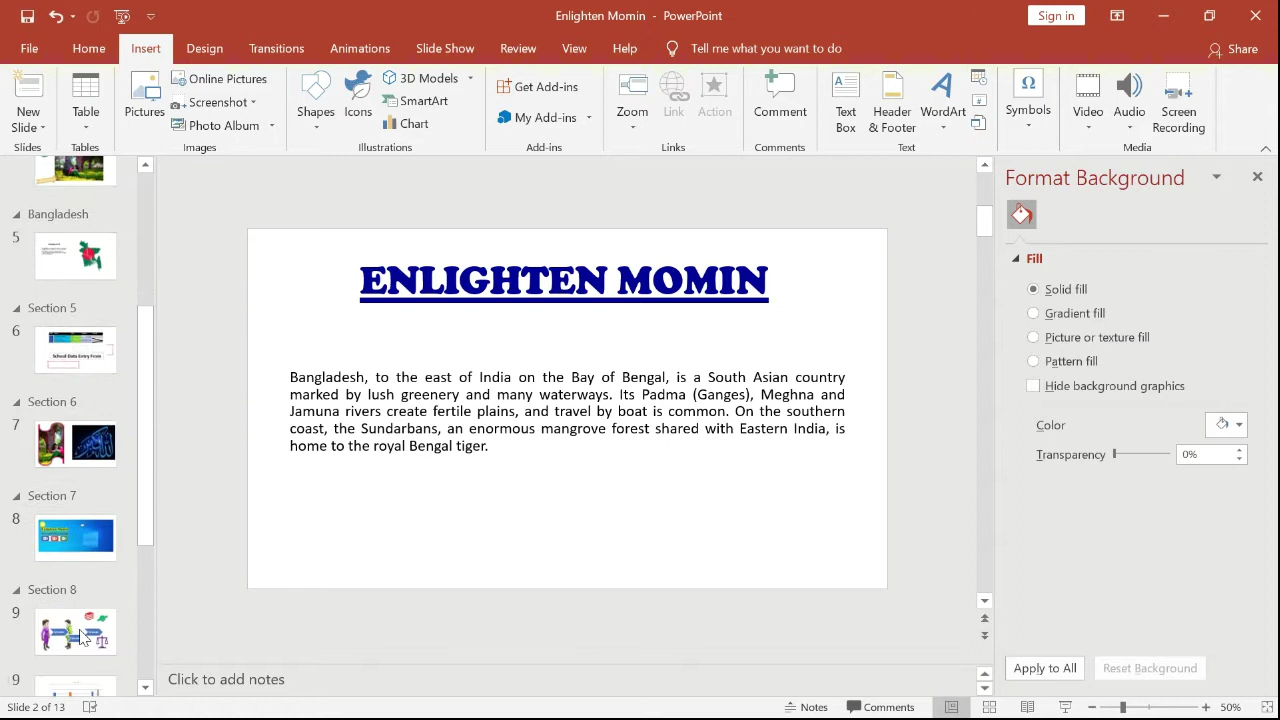 Enlighten Momin - PowerPoint
Sign in
File Home Insert Design Transitions Animations Slide Show Review View Help Tell me what you want to do Share
New Slide
Slides
Table
Tables
Pictures
Online Pictures
Screenshot
Photo Album
Images
Shapes
Icons
3D Models
SmartArt
Chart
Illustrations
Get Add-ins
My Add-ins
Add-ins
Zoom
Link
Action
Links
Comment
Comments
Text Box
Header & Footer
WordArt
Text
Symbols
Video
Audio
Screen Recording
Media
Bangladesh
5
Section 5
6
School Data Entry From
Section 6
7
Section 7
8
Section 8
9
9
ENLIGHTEN MOMIN
Bangladesh, to the east of India on the Bay of Bengal, is a South Asian country
marked by lush greenery and many waterways. Its Padma (Ganges), Meghna and
Jamuna rivers create fertile plains, and travel by boat is common. On the southern
coast, the Sundarbans, an enormous mangrove forest shared with Eastern India, is
home to the royal Bengal tiger.
Click to add notes
Format Background
Fill
Solid fill
Gradient fill
Picture or texture fill
Pattern fill
Hide background graphics
Color
Transparency 0%
Apply to All
Reset Background
Slide 2 of 13
Notes
Comments
50%